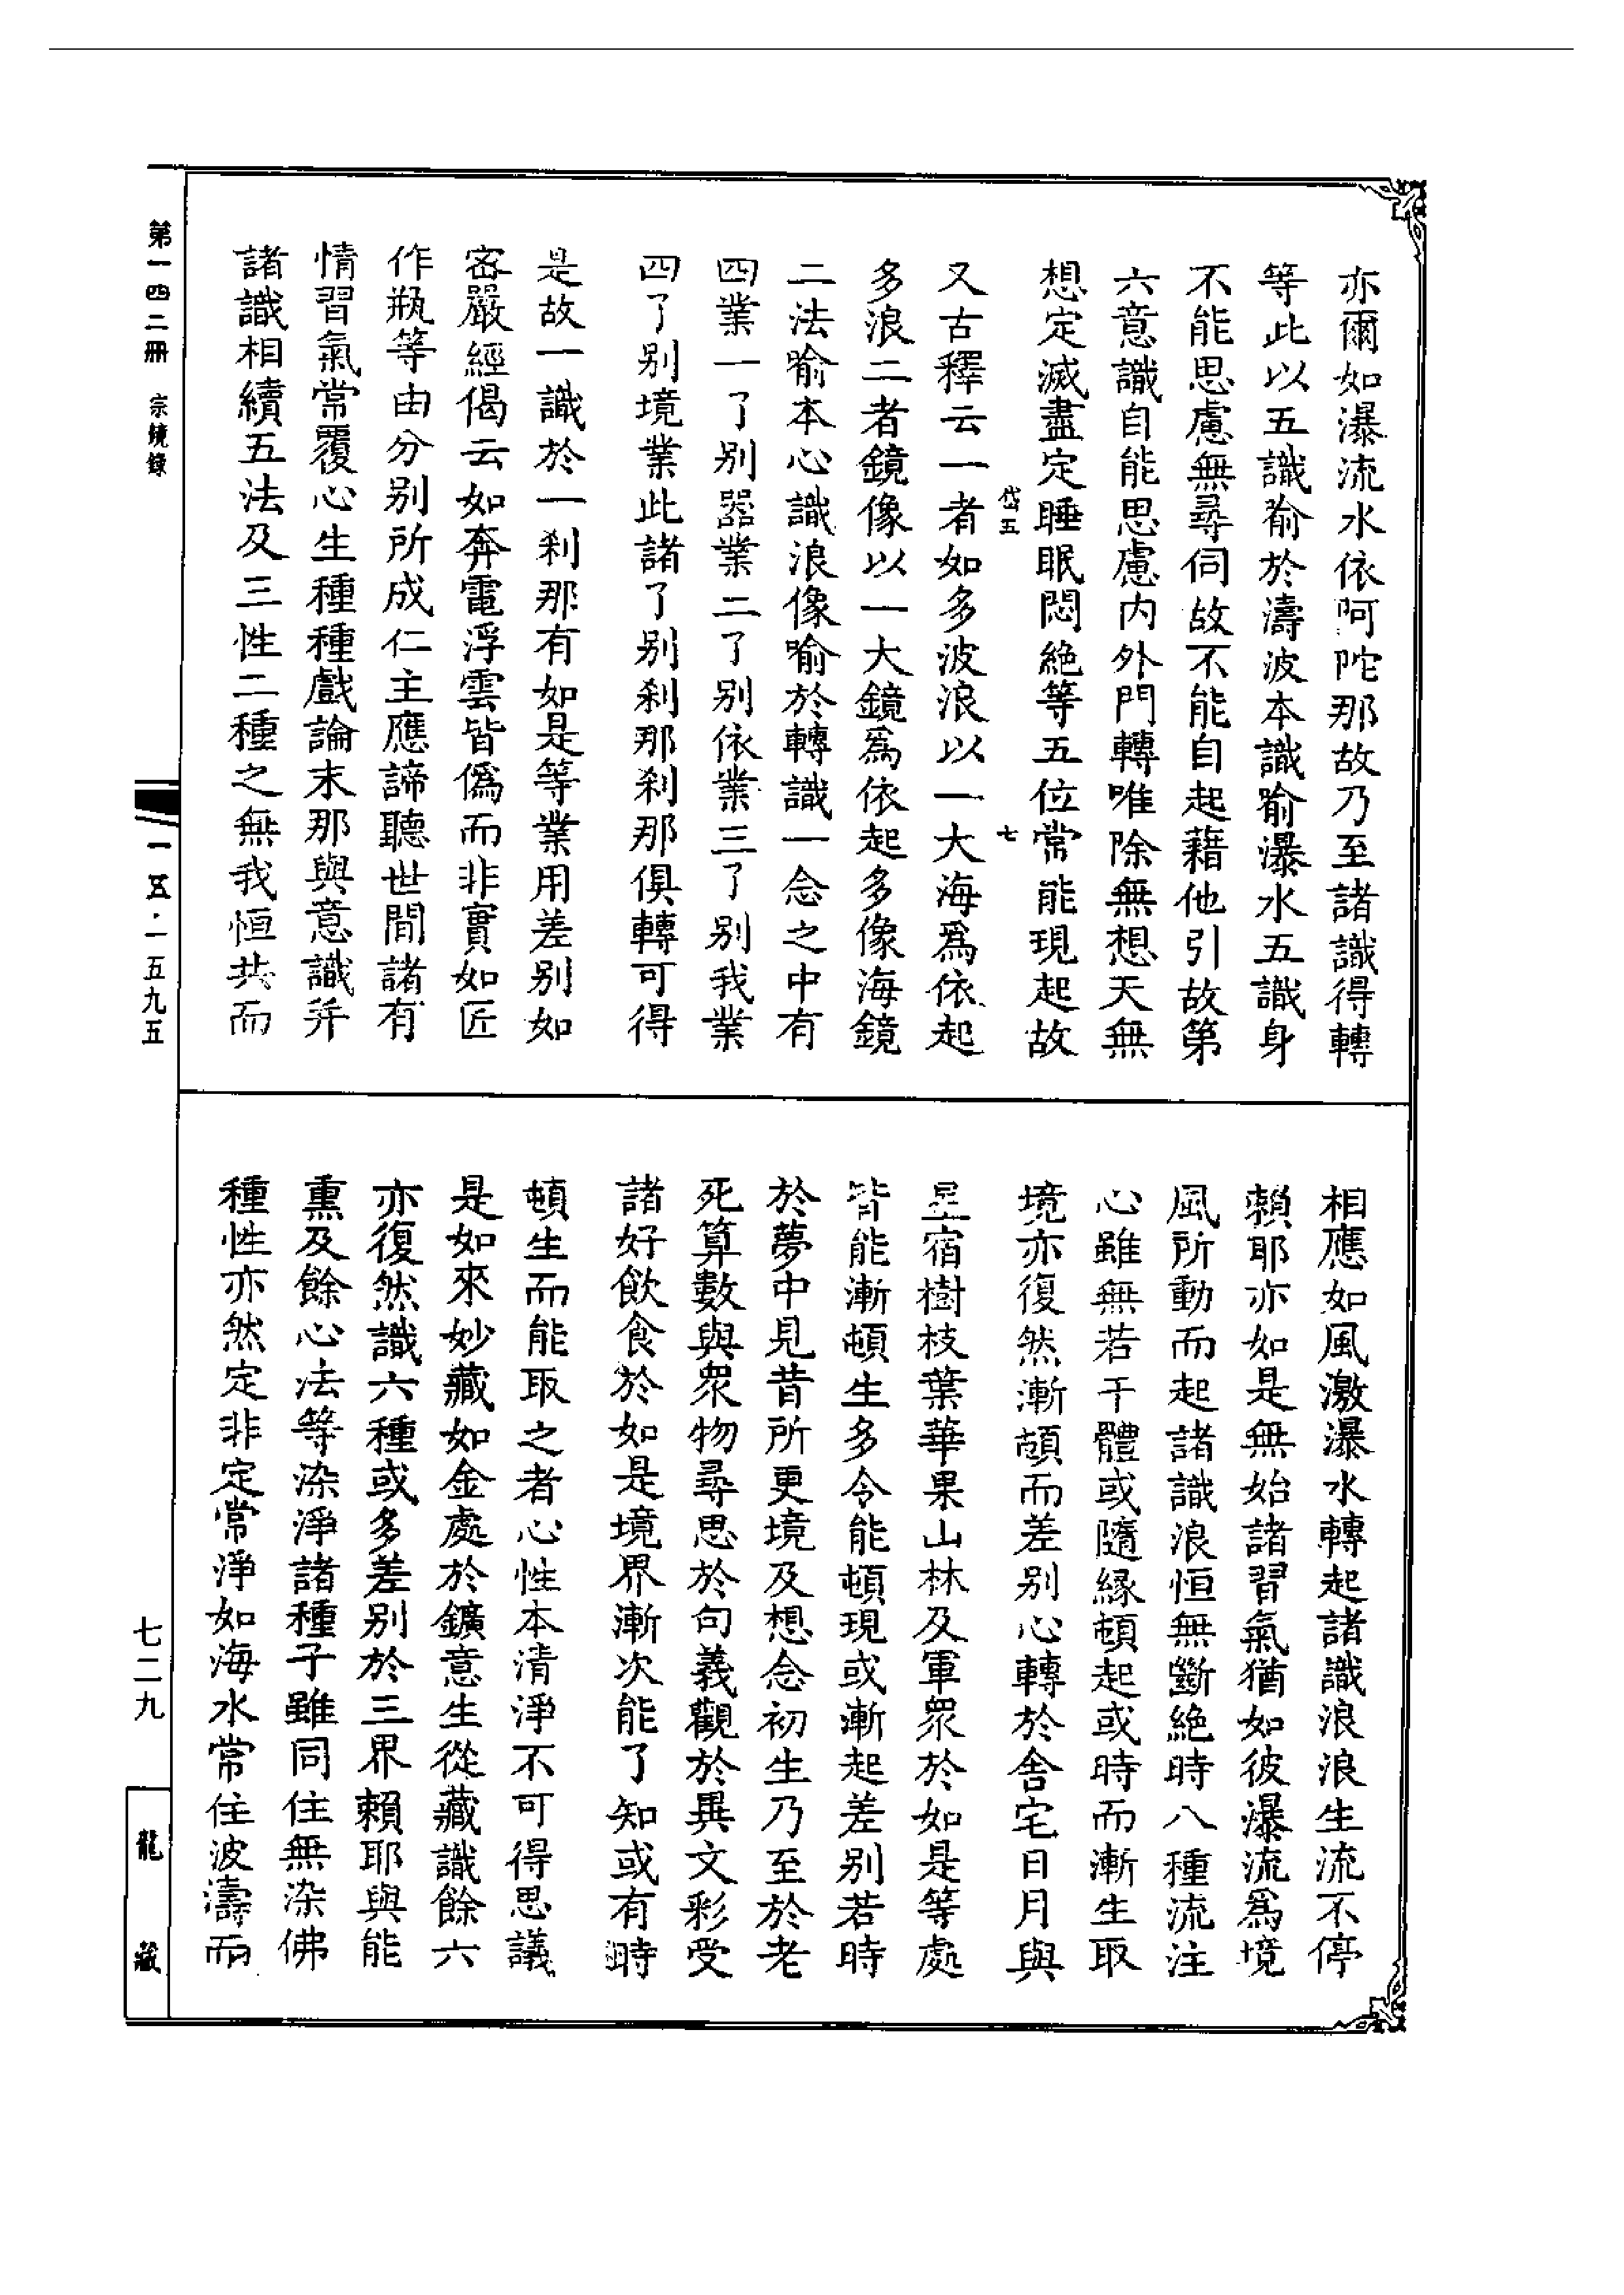 亦爾如瀑流水依阿陀那故乃至諸識得轉
等此以五識喻於濤波本識喻瀑水五識身
不能思慮無尋伺故不能自起藉他引故第
六意識自能思慮內外門轉唯除無想天無
想定滅盡定睡眠悶絕等五位常能現起故
岱五 七
又古釋云一者如多波浪以一大海爲依起
多浪二者鏡像以一大鏡爲依起多像海鏡
二法喻本心識浪像喻於轉識一念之中有
四業一了別器業二了別依業三了別我業
四了別境業此諸了別剎那剎那俱轉可得
是故一識於一剎那有如是等業用差別如
密嚴經偈云如奔電浮雲皆僞而非實如匠
作瓶等由分別所成仁主應諦聽世間諸有
情習氣常覆心生種種戲論末那與意識并
諸識相續五法及三性二種之無我恒共而
相應如風激瀑水轉起諸識浪浪生流不停
賴耶亦如是無始諸習氣猶如彼瀑流爲境
風所動而起諸識浪恒無斷絕時八種流注
心雖無若干體或隨緣頓起或時而漸生取
境亦復然漸頓而差別心轉於舍宅日月與
星宿樹枝葉華果山林及軍眾於如是等處
皆能漸頓生多令能頓現或漸起差別若時
於夢中見昔所更境及想念初生乃至於老
死算數與眾物尋思於句義觀於異文彩受
諸好飲食於如是境界漸次能了知或有時
頓生而能取之者心性本清淨不可得思議
是如來妙藏如金處於鑛意生從藏識餘六
亦復然識六種或多差別於三界賴耶與能
熏及餘心法等染淨諸種子雖同住無染佛
種性亦然定非定常淨如海水常住波濤而
第一四二冊 宗鏡錄
一五·一五九五
七二九
龍藏